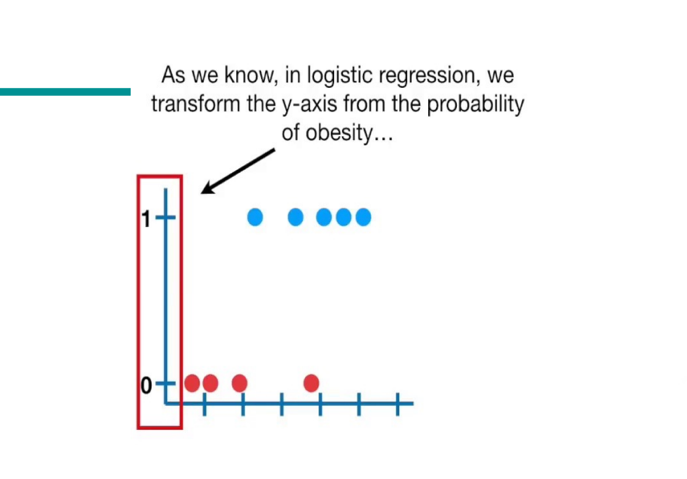 As we know, in logistic regression, we
transform the y-axis from the probability
of obesity...
1
0